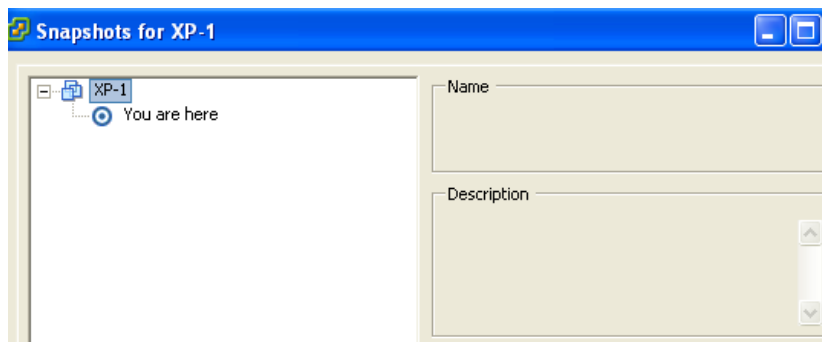 Snapshots for XP-1
XP-1
You are here
Name
Description